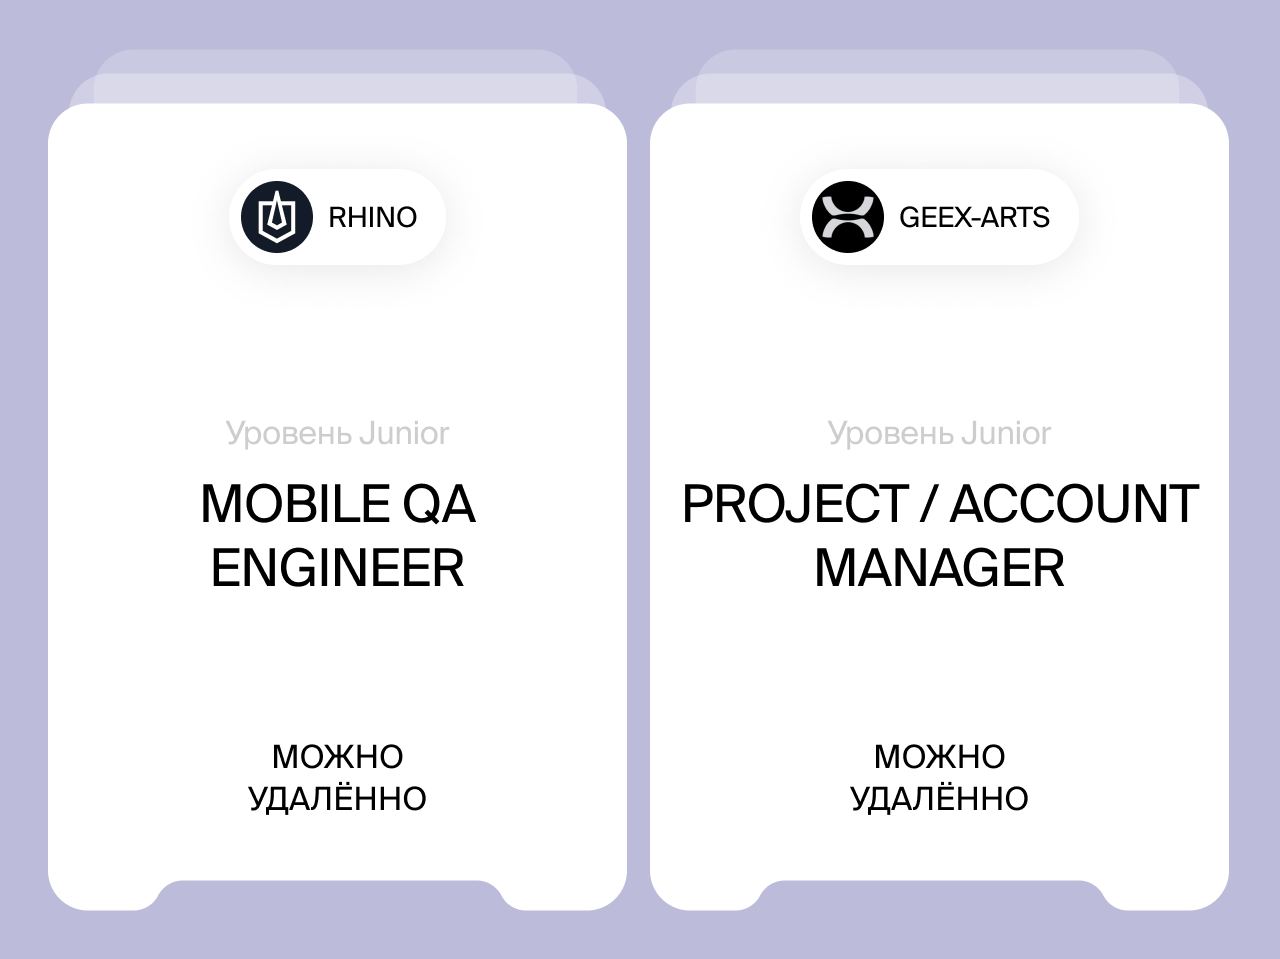 RHINO
Уровень Junior
MOBILE QA
ENGINEER
МОЖНО
УДАЛЁННО
GEEX-ARTS
Уровень Junior
PROJECT / ACCOUNT
MANAGER
МОЖНО
УДАЛЁННО